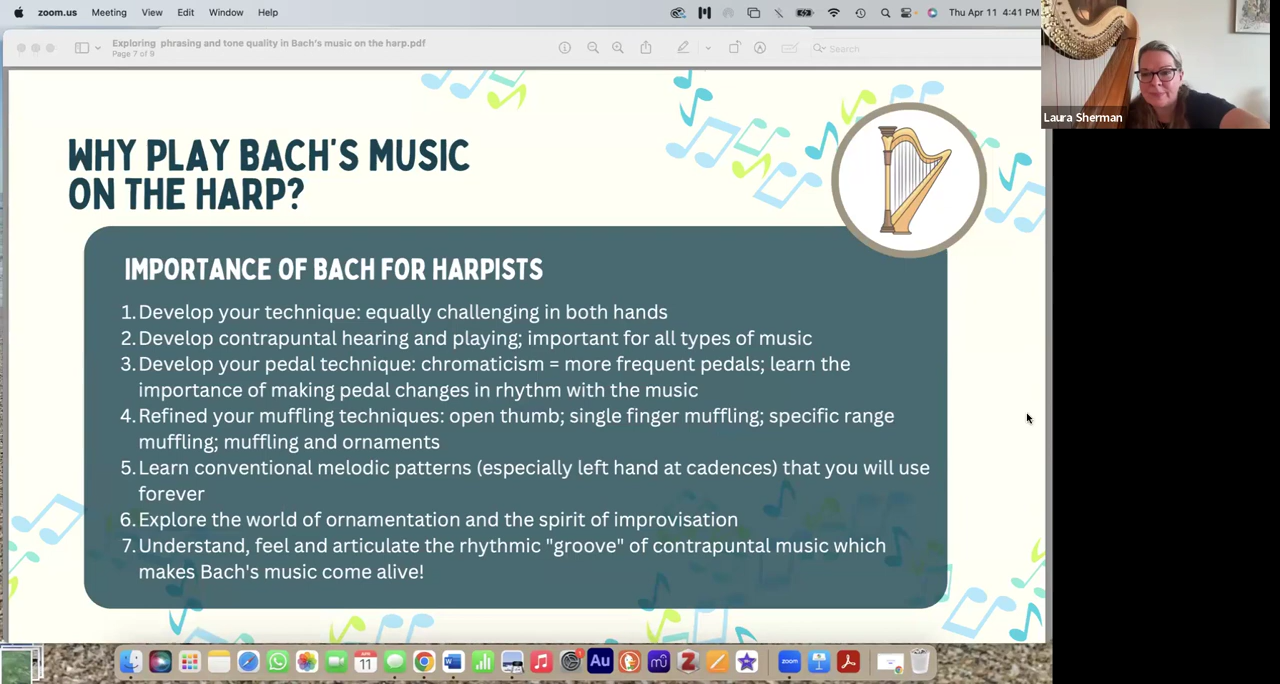 zoom.us Meeting View Edit Window Help
Thu Apr 11 4:41 PM
Exploring phrasing and tone quality in Bach's music on the harp.pdf
Page 7 of 9
Search
Laura Sherman
WHY PLAY BACH'S MUSIC
ON THE HARP?
IMPORTANCE OF BACH FOR HARPISTS
1. Develop your technique: equally challenging in both hands
2. Develop contrapuntal hearing and playing; important for all types of music
3. Develop your pedal technique: chromaticism = more frequent pedals; learn the
importance of making pedal changes in rhythm with the music
4. Refined your muffling techniques: open thumb; single finger muffling; specific range
muffling; muffling and ornaments
5. Learn conventional melodic patterns (especially left hand at cadences) that you will use
forever
6. Explore the world of ornamentation and the spirit of improvisation
7. Understand, feel and articulate the rhythmic "groove" of contrapuntal music which
makes Bach's music come alive!
11
Au
zoom